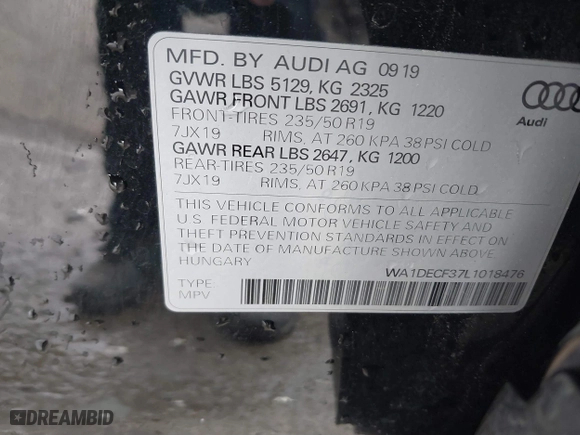 MFD. BY AUDI AG 09 19
GVWR LBS 5129, KG 2325
GAWR FRONT LBS 2691, KG 1220
FRONT-TIRES 235/50 R19
7JX19 RIMS, AT 260 KPA 38 PSI COLD
GAWR REAR LBS 2647, KG 1200
REAR-TIRES 235/50 R19
7JX19 RIMS, AT 260 KPA 38 PSI COLD
Audi
THIS VEHICLE CONFORMS TO ALL APPLICABLE
U.S. FEDERAL MOTOR VEHICLE SAFETY AND
THEFT PREVENTION STANDARDS IN EFFECT ON
THE DATE OF MANUFACTURE SHOWN ABOVE
HUNGARY
WA1DECF37L1018476
TYPE
MPV
DREAMBID